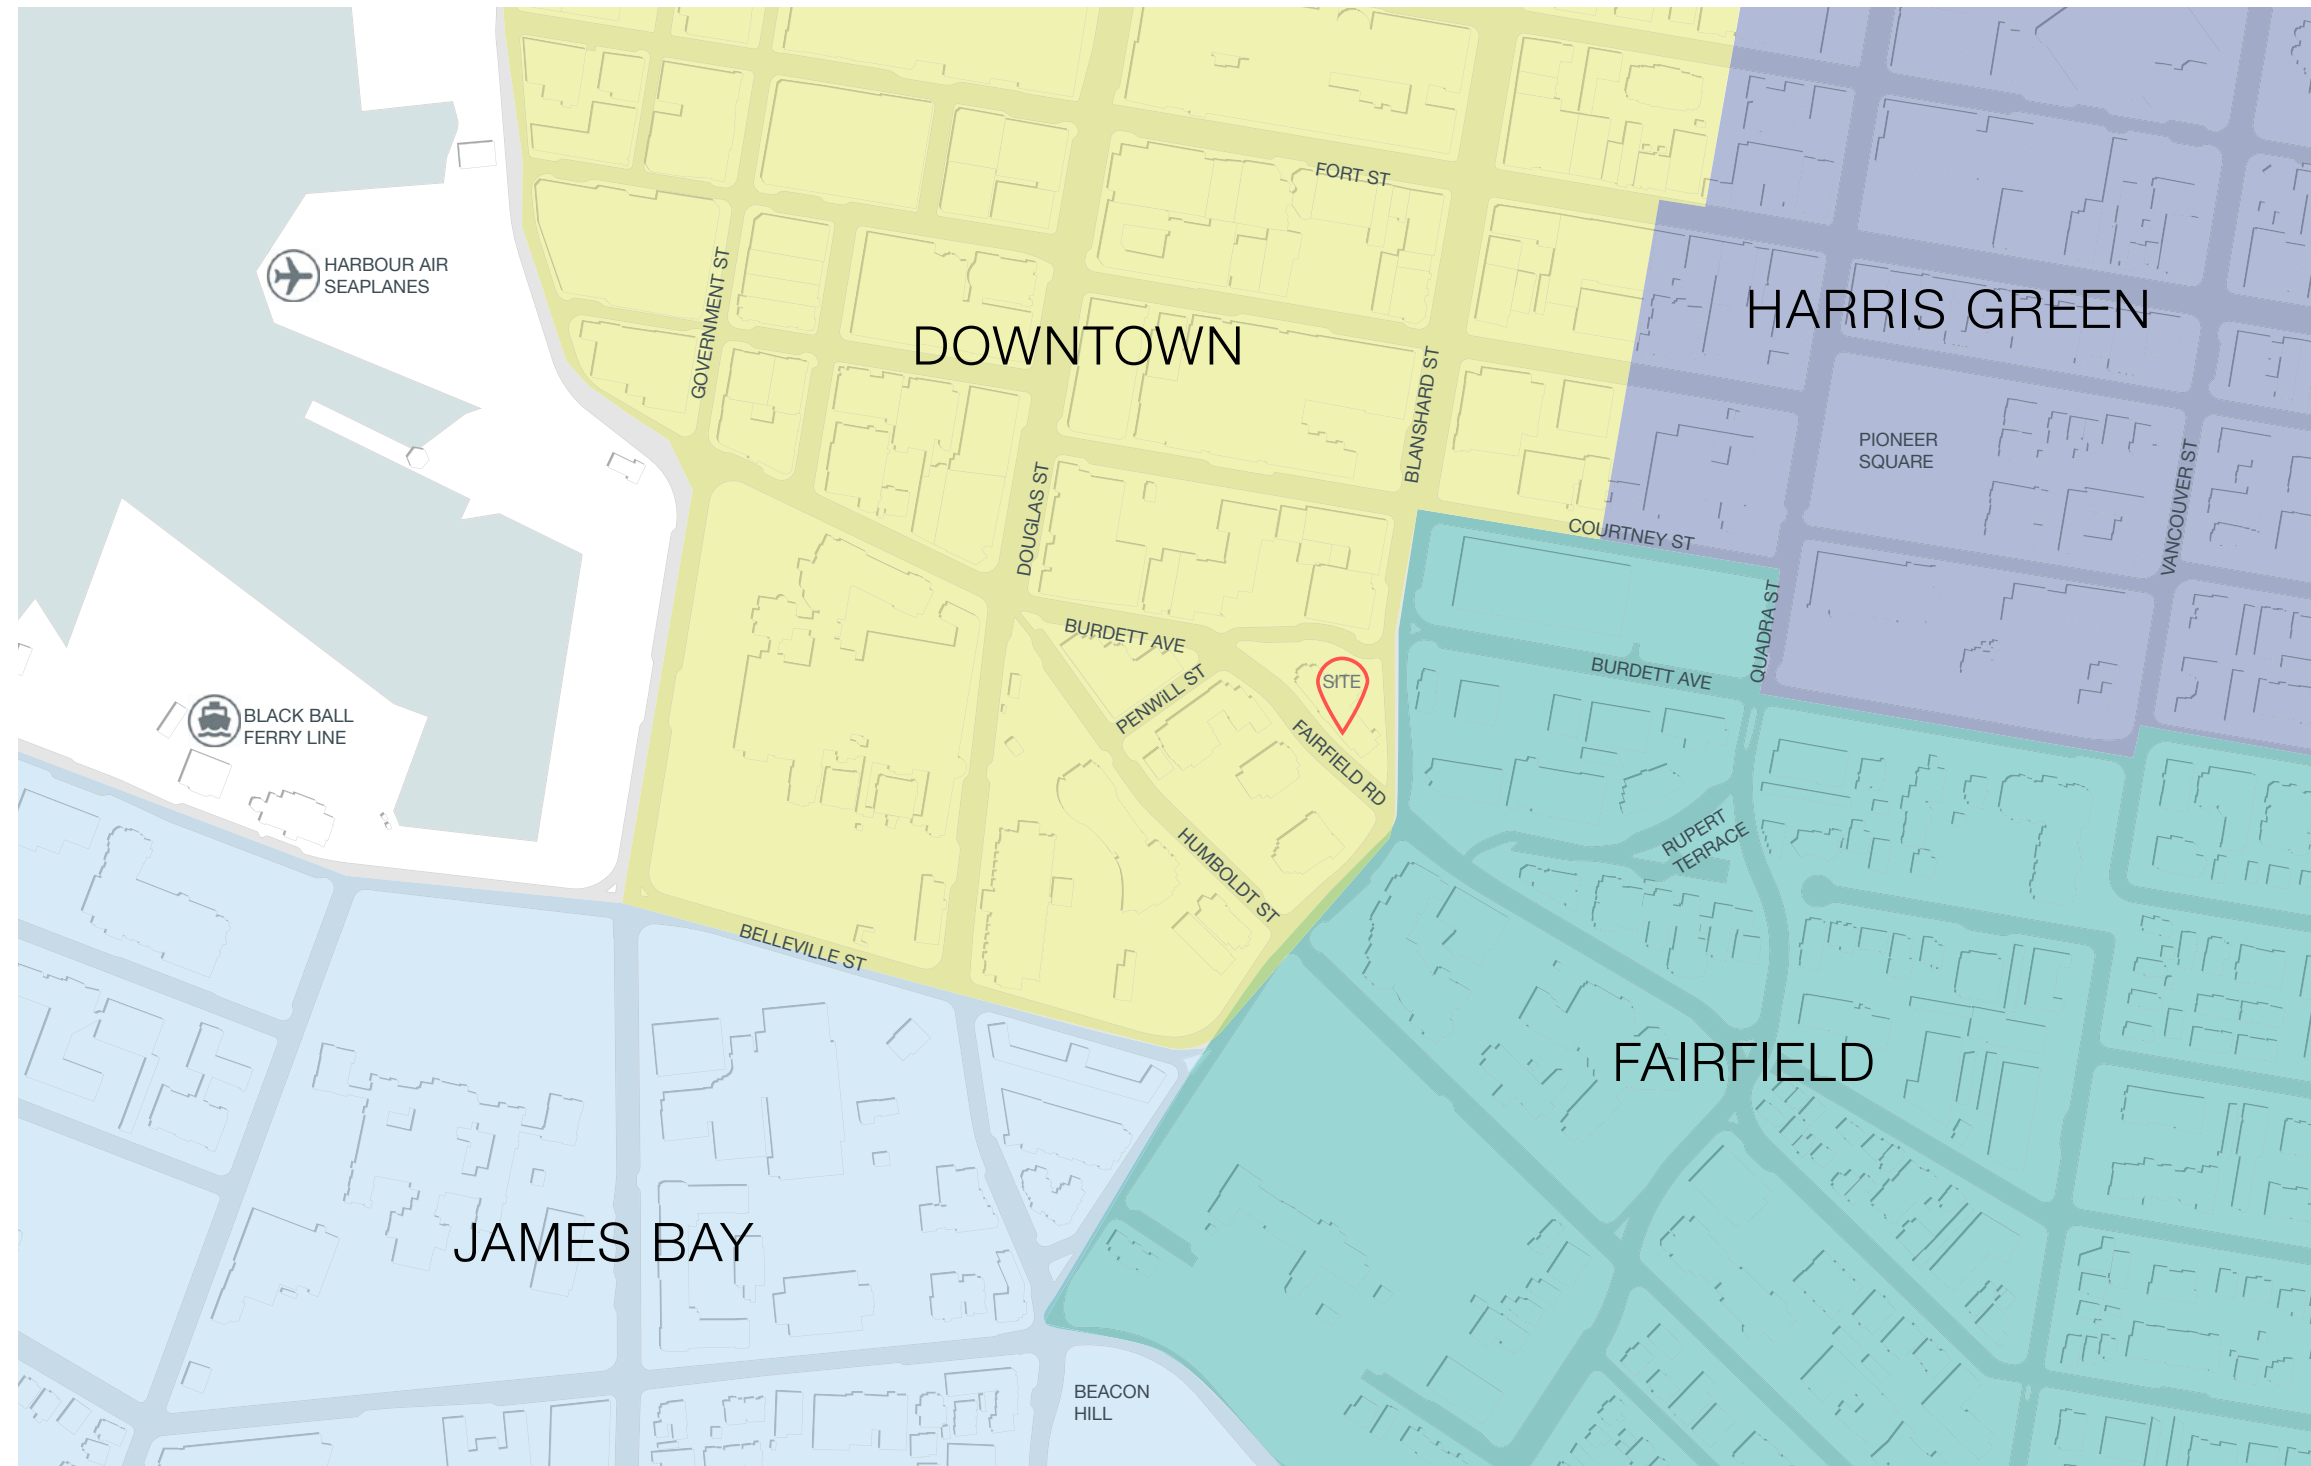 FORT ST
HARBOUR AIR
SEAPLANES
GOVERNMENT ST
DOWNTOWN
HARRIS GREEN
BLANSHARD ST
PIONEER
SQUARE
VANCOUVER ST
DOUGLAS ST
COURTNEY ST
QUADRA ST
BURDETT AVE
BURDETT AVE
PENWiLL ST
SITE
FAIRFIELD RD
BLACK BALL
FERRY LINE
RUPERT
TERRACE
HUMBOLDT ST
BELLEVILLE ST
FAIRFIELD
JAMES BAY
BEACON
HILL